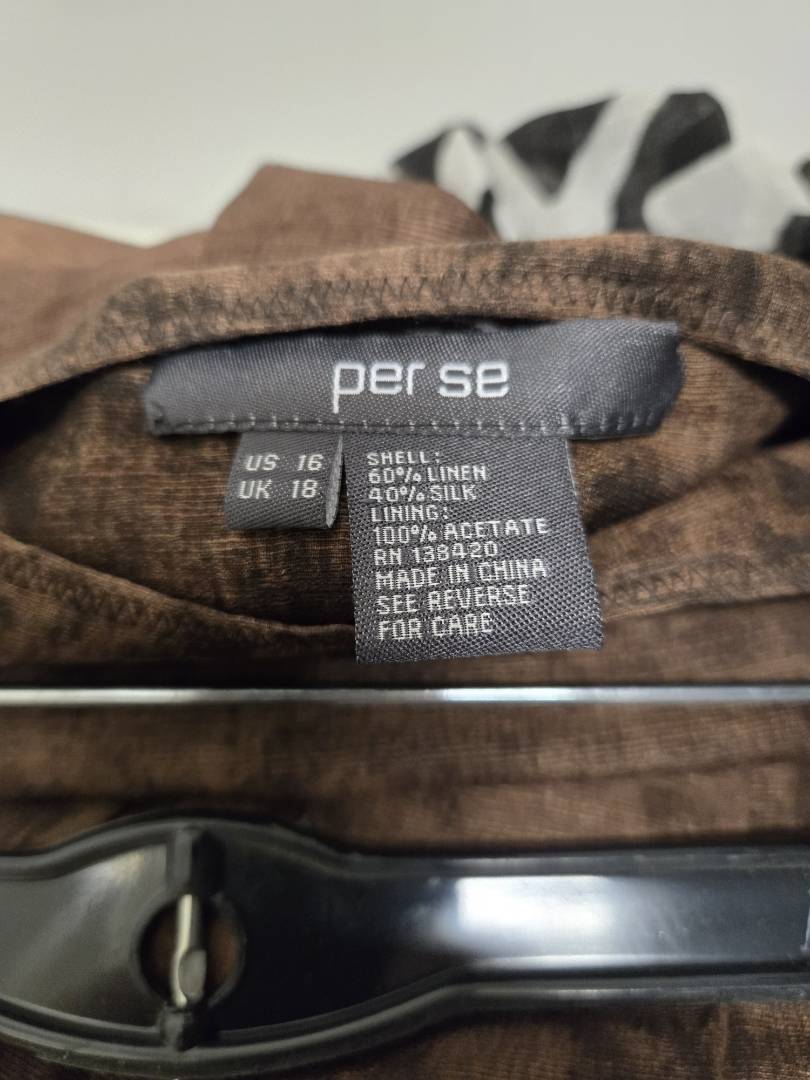 per se
US 16
UK 18
SHELL:
60% LINEN
40% SILK
LINING:
100% ACETATE
RN 138420
MADE IN CHINA
SEE REVERSE
FOR CARE